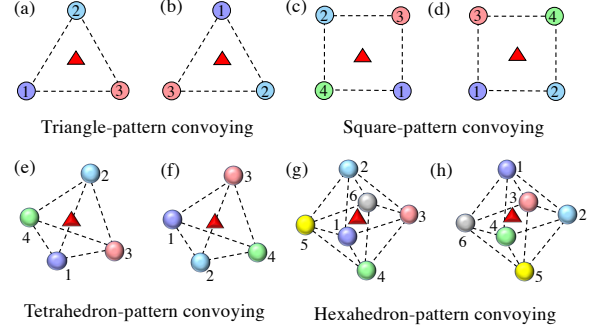 (a) (b) (c) (d)
2 1 2 3 3 4
1 3 3 2 4 1 1 2
Triangle-pattern convoying Square-pattern convoying
(e) (f) (g) (h)
2 3 2 1
6 3
4 1 1 3 4 2
5 6
3 4
1 2 4 5
Tetrahedron-pattern convoying Hexahedron-pattern convoying